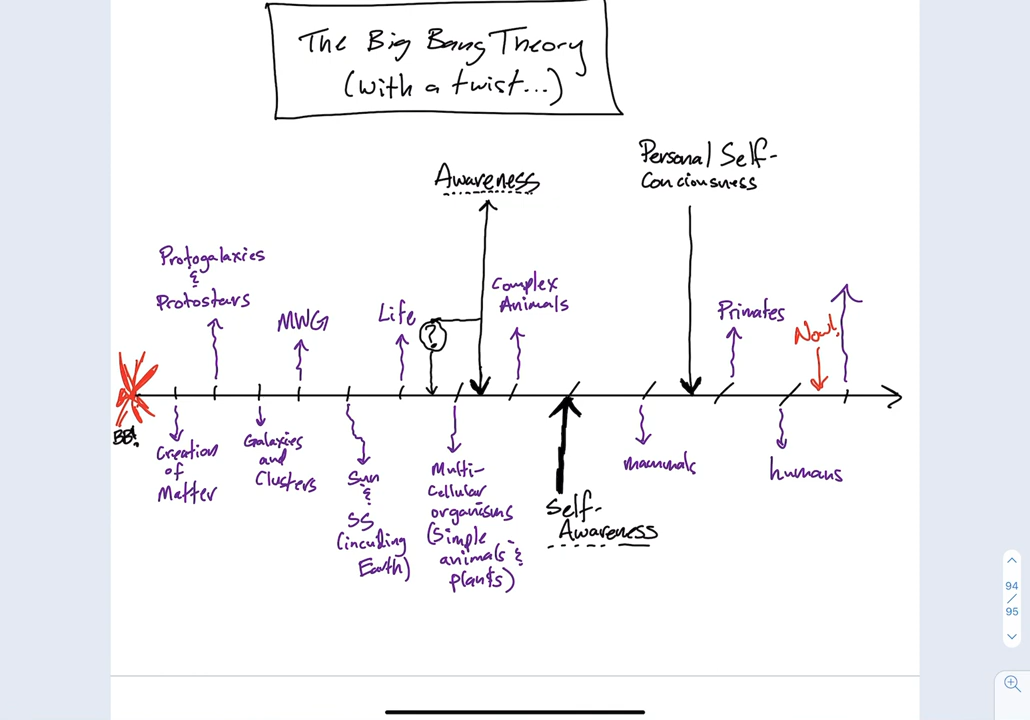 The Big Bang Theory
(with a twist...)
Awareness
Personal Self-
Conciousness
Protogalaxies
&
Protostars
MWG
Life
?
Complex
Animals
Primates
Now!
BB!
Creation
of
Matter
Galaxies
and
Clusters
Sun
&
SS
(incuding
Earth)
Multi-
Cellular
organisms
(Simple
animals &
plants)
Self-
Awareness
mammals
humans
94
/
95